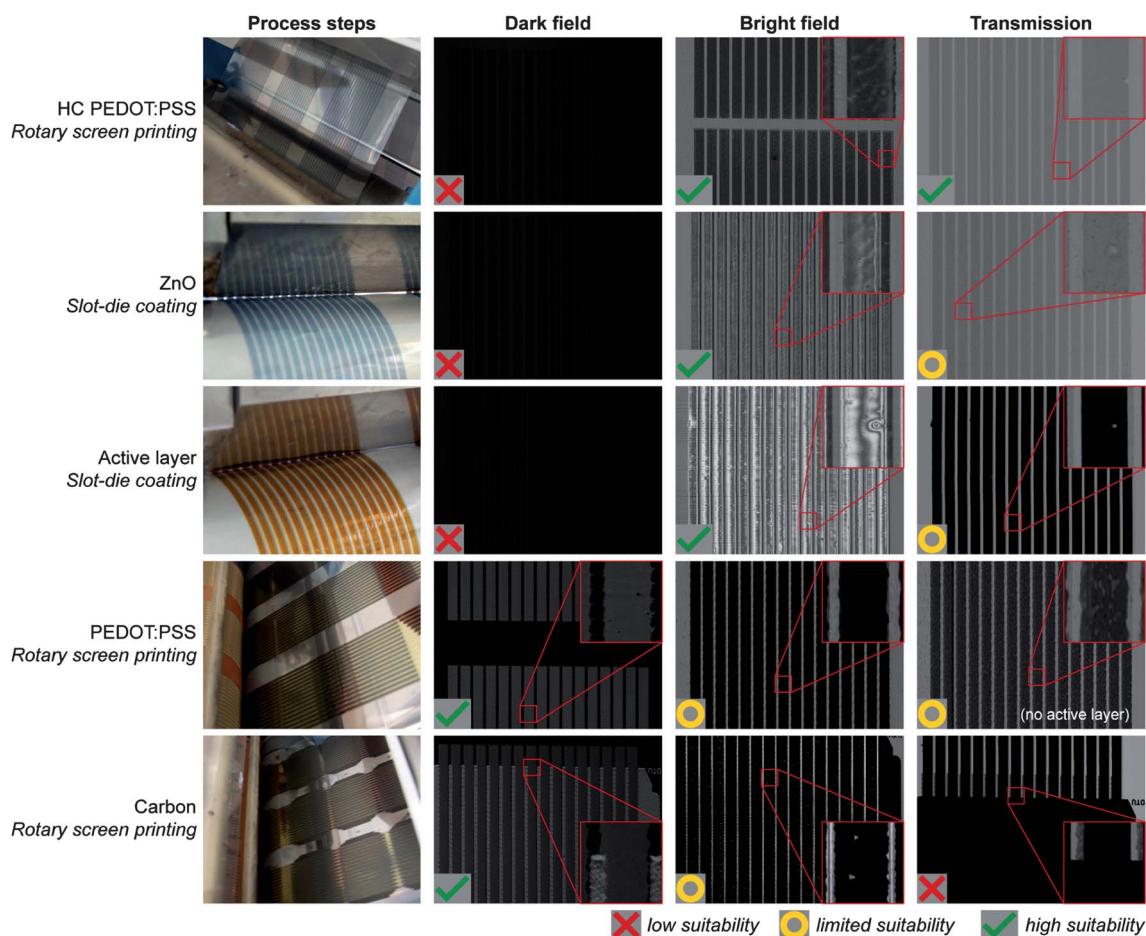 Process steps
Dark field
Bright field
Transmission
HC PEDOT:PSS
Rotary screen printing
ZnO
Slot-die coating
Active layer
Slot-die coating
PEDOT:PSS
Rotary screen printing
(no active layer)
Carbon
Rotary screen printing
low suitability
limited suitability
high suitability